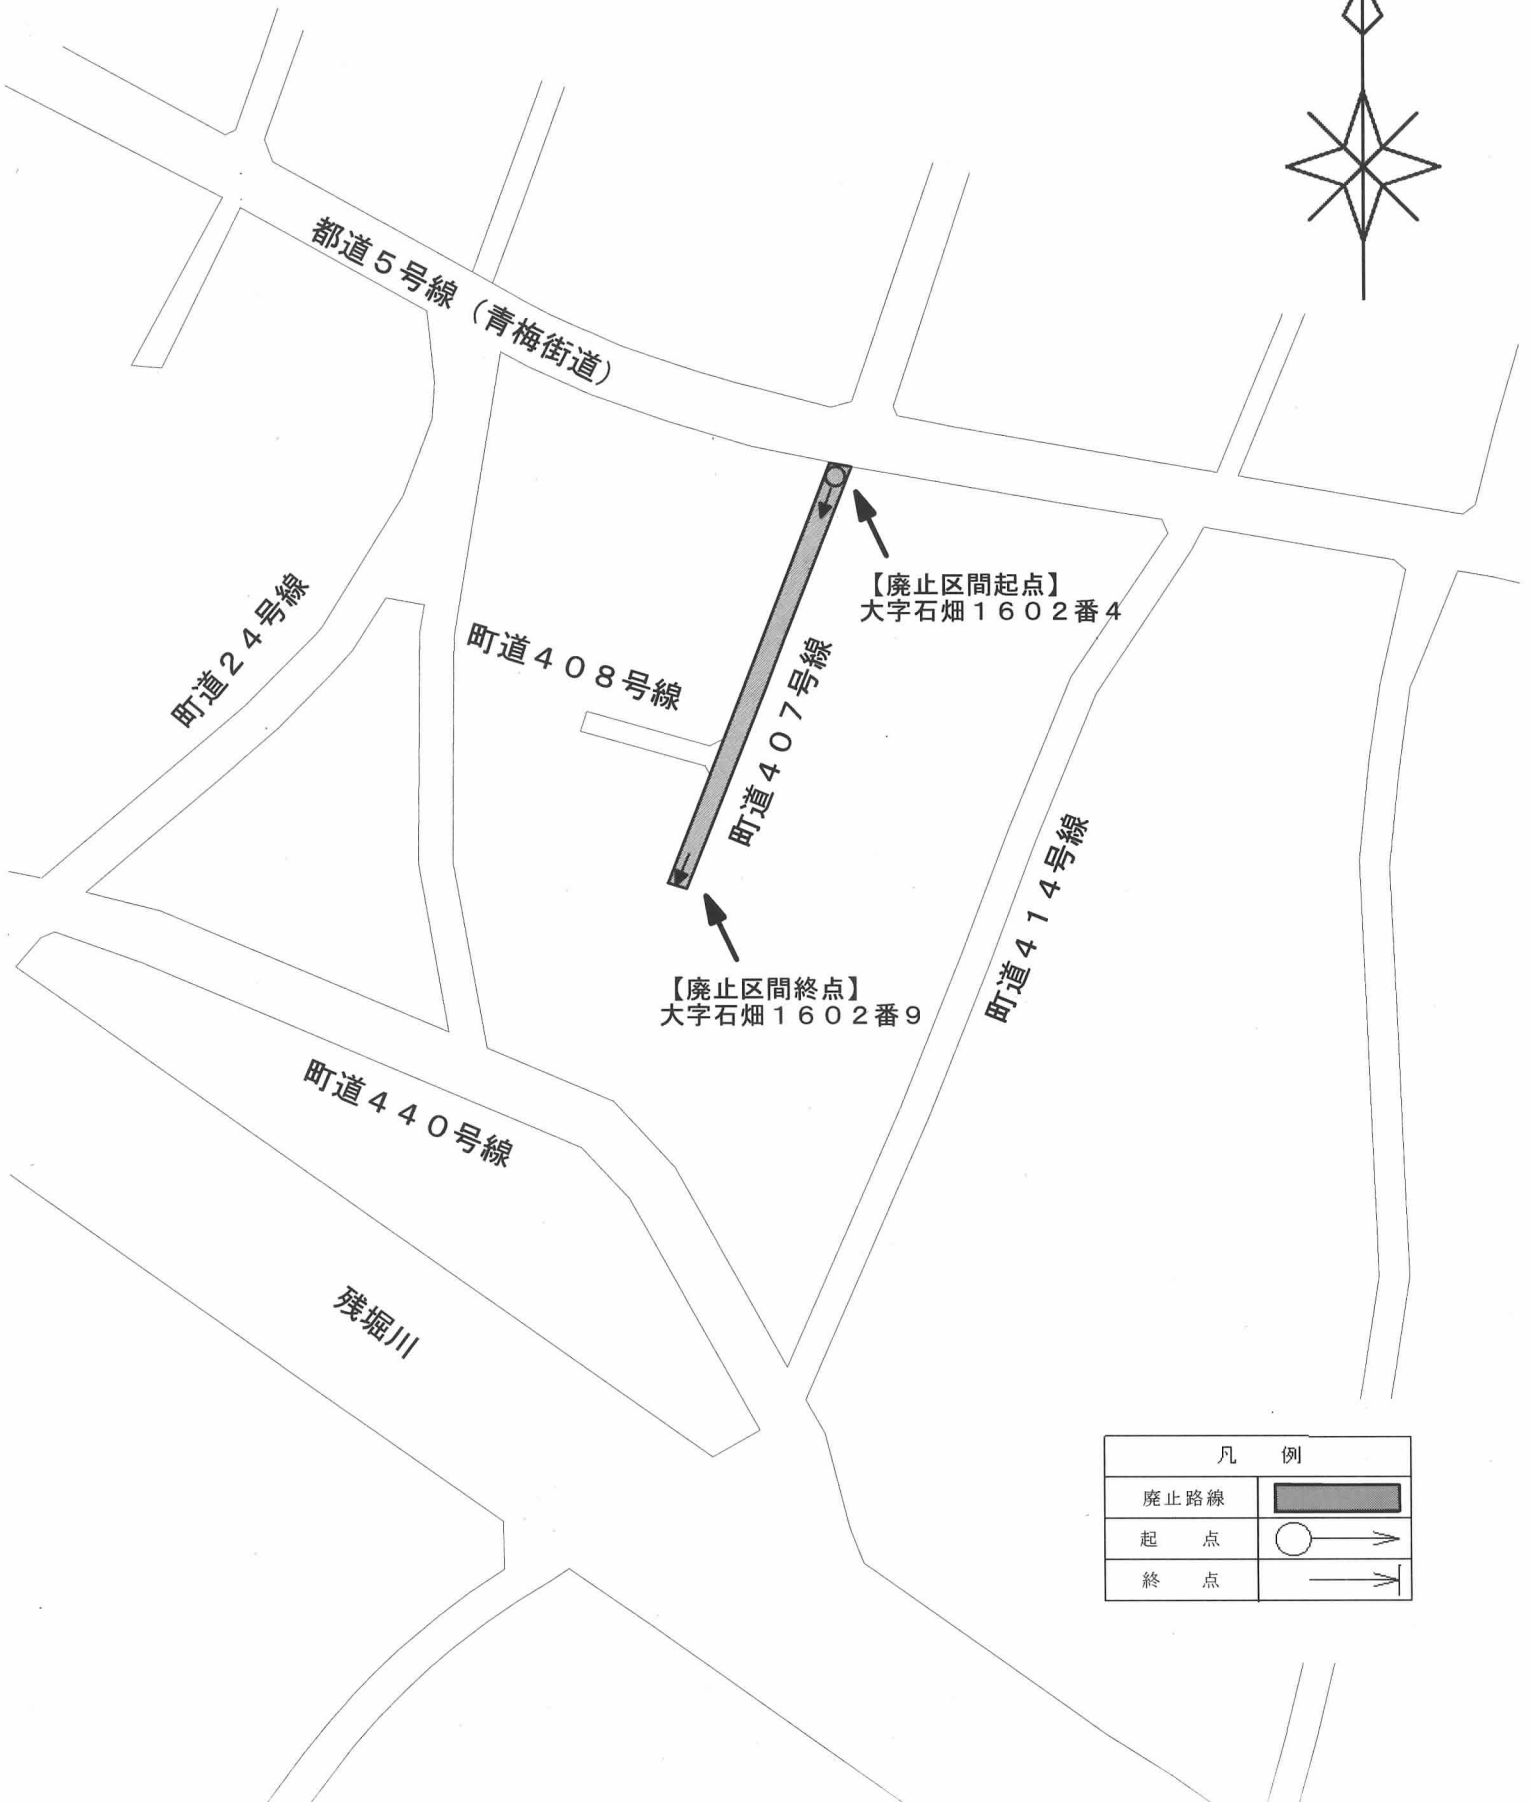 都道５号線（青梅街道）
【廃止区間起点】
大字石畑１６０２番４
町道２４号線
町道４０８号線
町道４０７号線
町道４１４号線
【廃止区間終点】
大字石畑１６０２番９
町道４４０号線
残堀川
凡　例
廃止路線
起　点
終　点